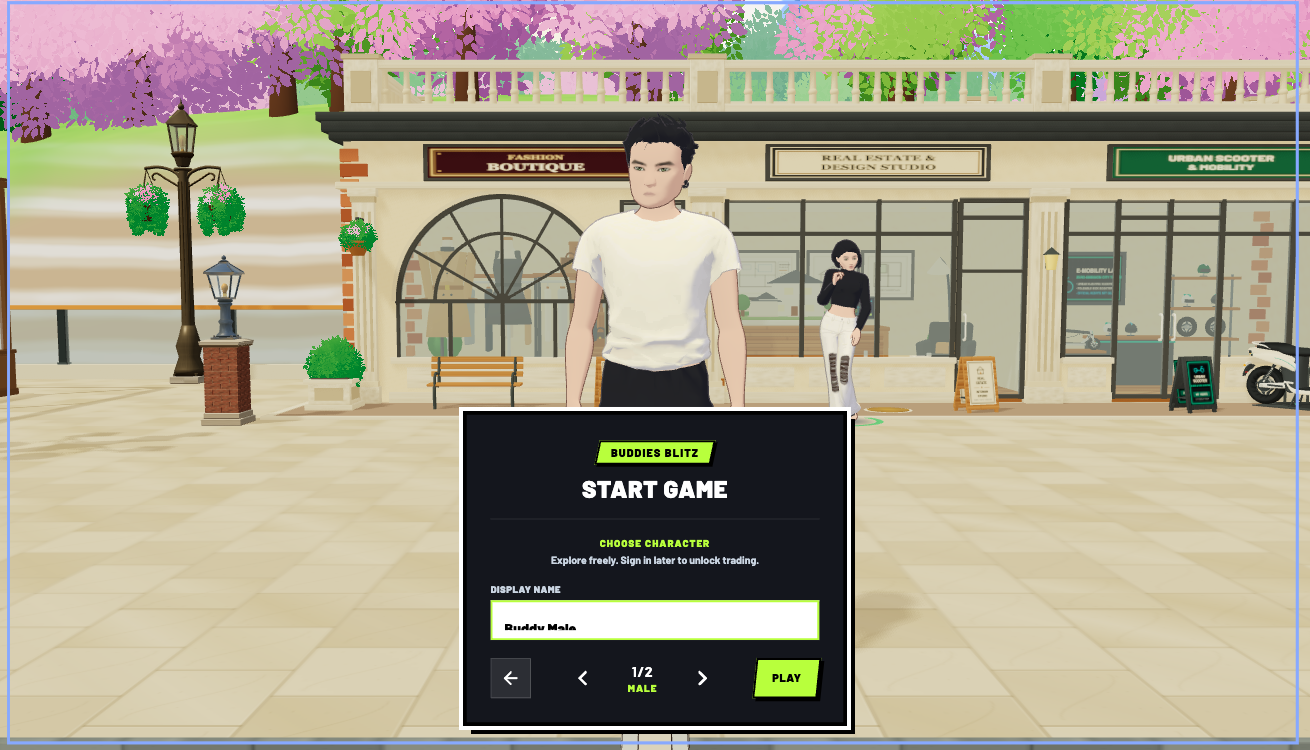 FASHION
BOUTIQUE
REAL ESTATE &
DESIGN STUDIO
URBAN SCOOTER
& MOBILITY
BUDDIES BLITZ
START GAME
CHOOSE CHARACTER
Explore freely. Sign in later to unlock trading.
DISPLAY NAME
Buddy Male
1/2
MALE
PLAY